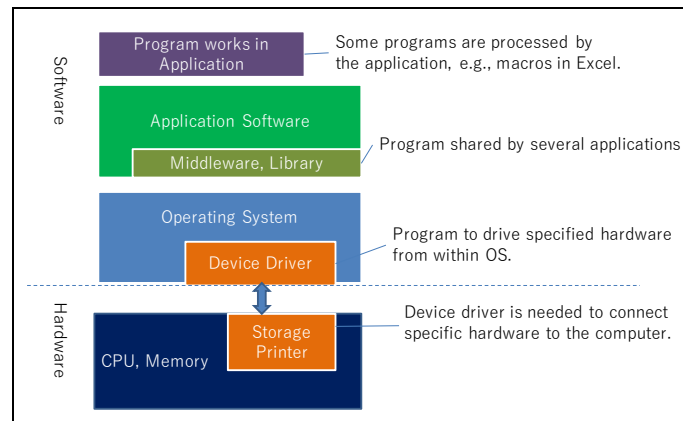 Software
Program works in
Application
Some programs are processed by
the application, e.g., macros in Excel.
Application Software
Middleware, Library
Program shared by several applications
Operating System
Device Driver
Program to drive specified hardware
from within OS.
Hardware
CPU, Memory
Storage
Printer
Device driver is needed to connect
specific hardware to the computer.